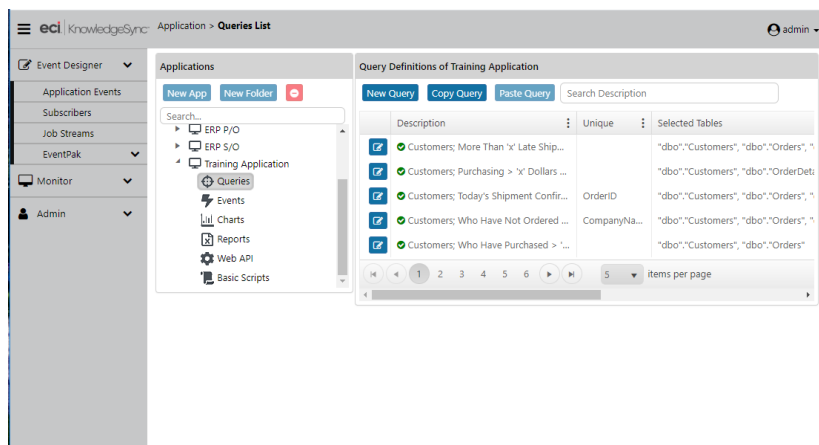 eci KnowledgeSync
Application > Queries List
admin
Event Designer
Application Events
Subscribers
Job Streams
EventPak
Monitor
Admin
Applications
New App New Folder
Search...
ERP P/O
ERP S/O
Training Application
Queries
Events
Charts
Reports
Web API
Basic Scripts
Query Definitions of Training Application
New Query Copy Query Paste Query Search Description
Description Unique Selected Tables
Customers; More Than 'x' Late Ship... "dbo"."Customers", "dbo"."Orders", "
Customers; Purchasing > 'x' Dollars ... "dbo"."Customers", "dbo"."OrderDeta
Customers; Today's Shipment Confir... OrderID "dbo"."Customers", "dbo"."Orders", "
Customers; Who Have Not Ordered ... CompanyNa... "dbo"."Customers", "dbo"."Orders", "
Customers; Who Have Purchased > '... "dbo"."Customers", "dbo"."Orders"
1 2 3 4 5 6 5 items per page